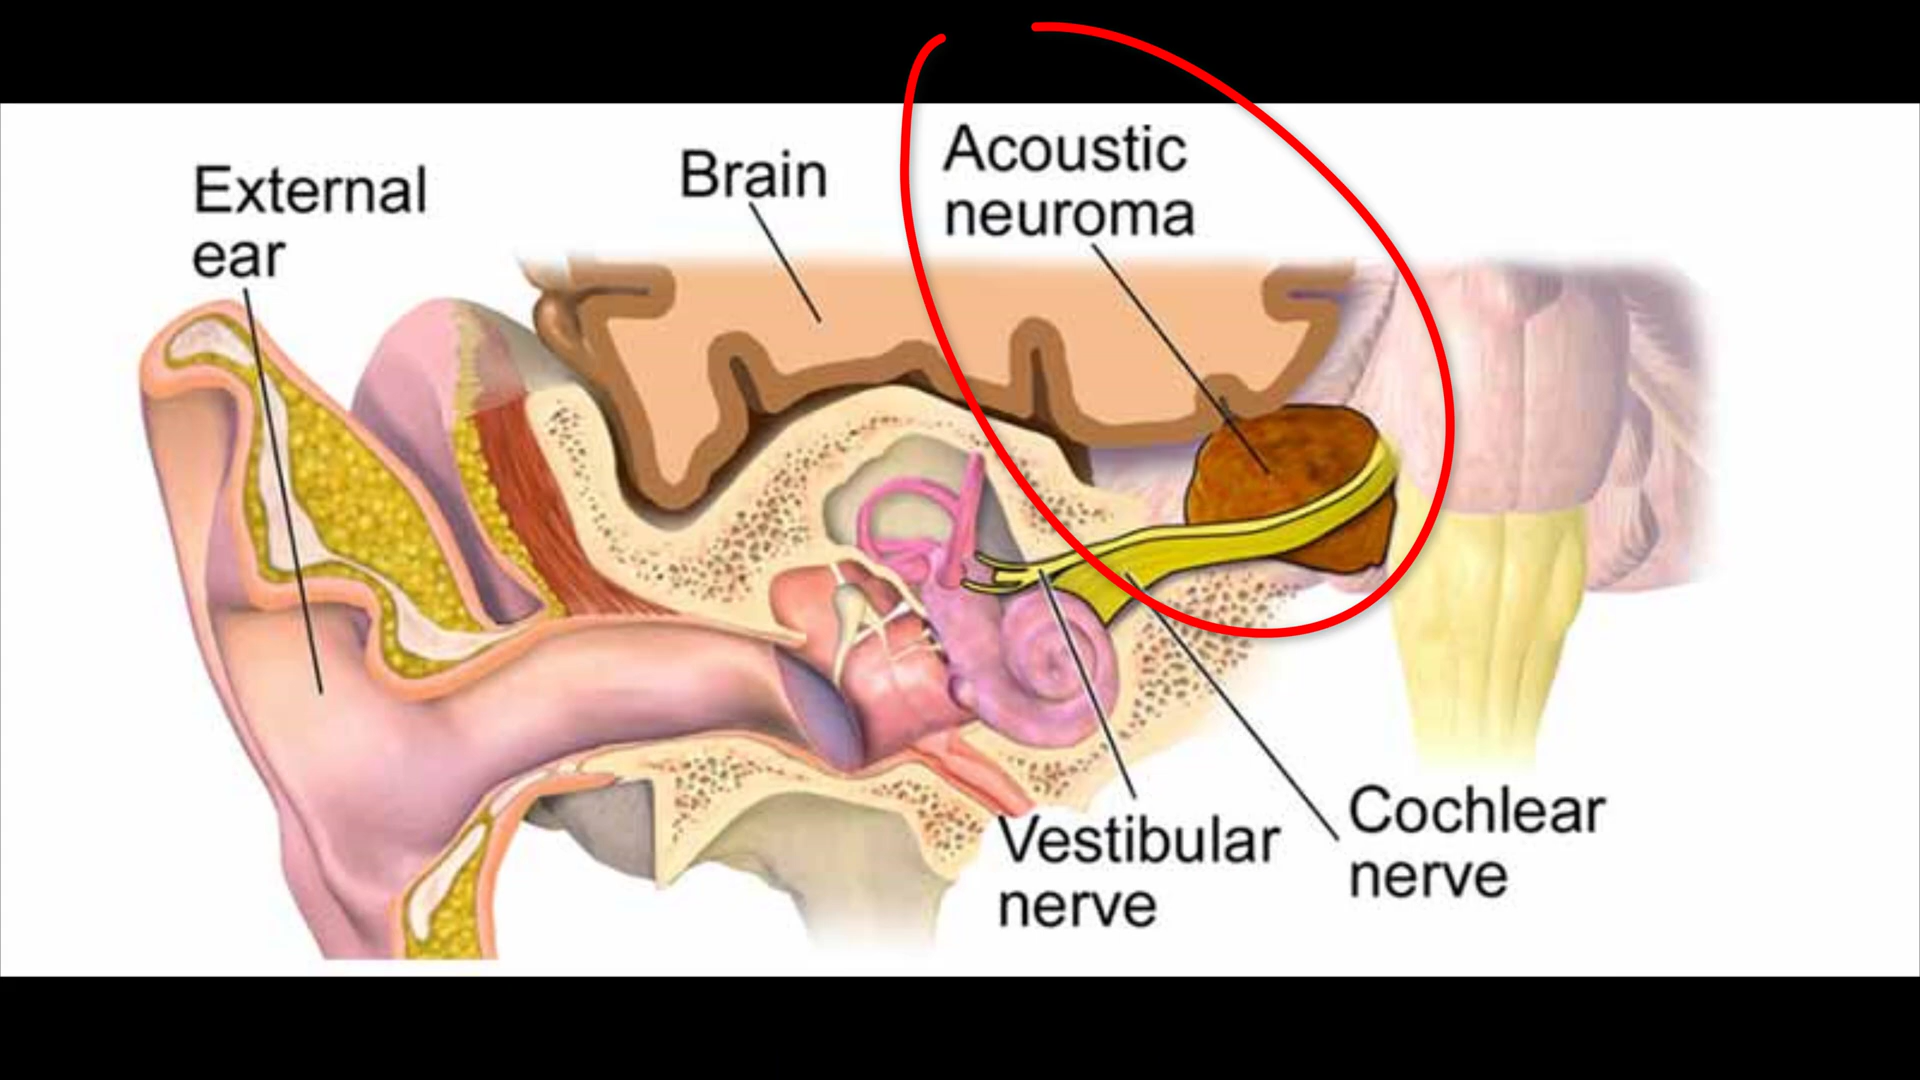 External
ear
Brain
Acoustic
neuroma
Vestibular
nerve
Cochlear
nerve